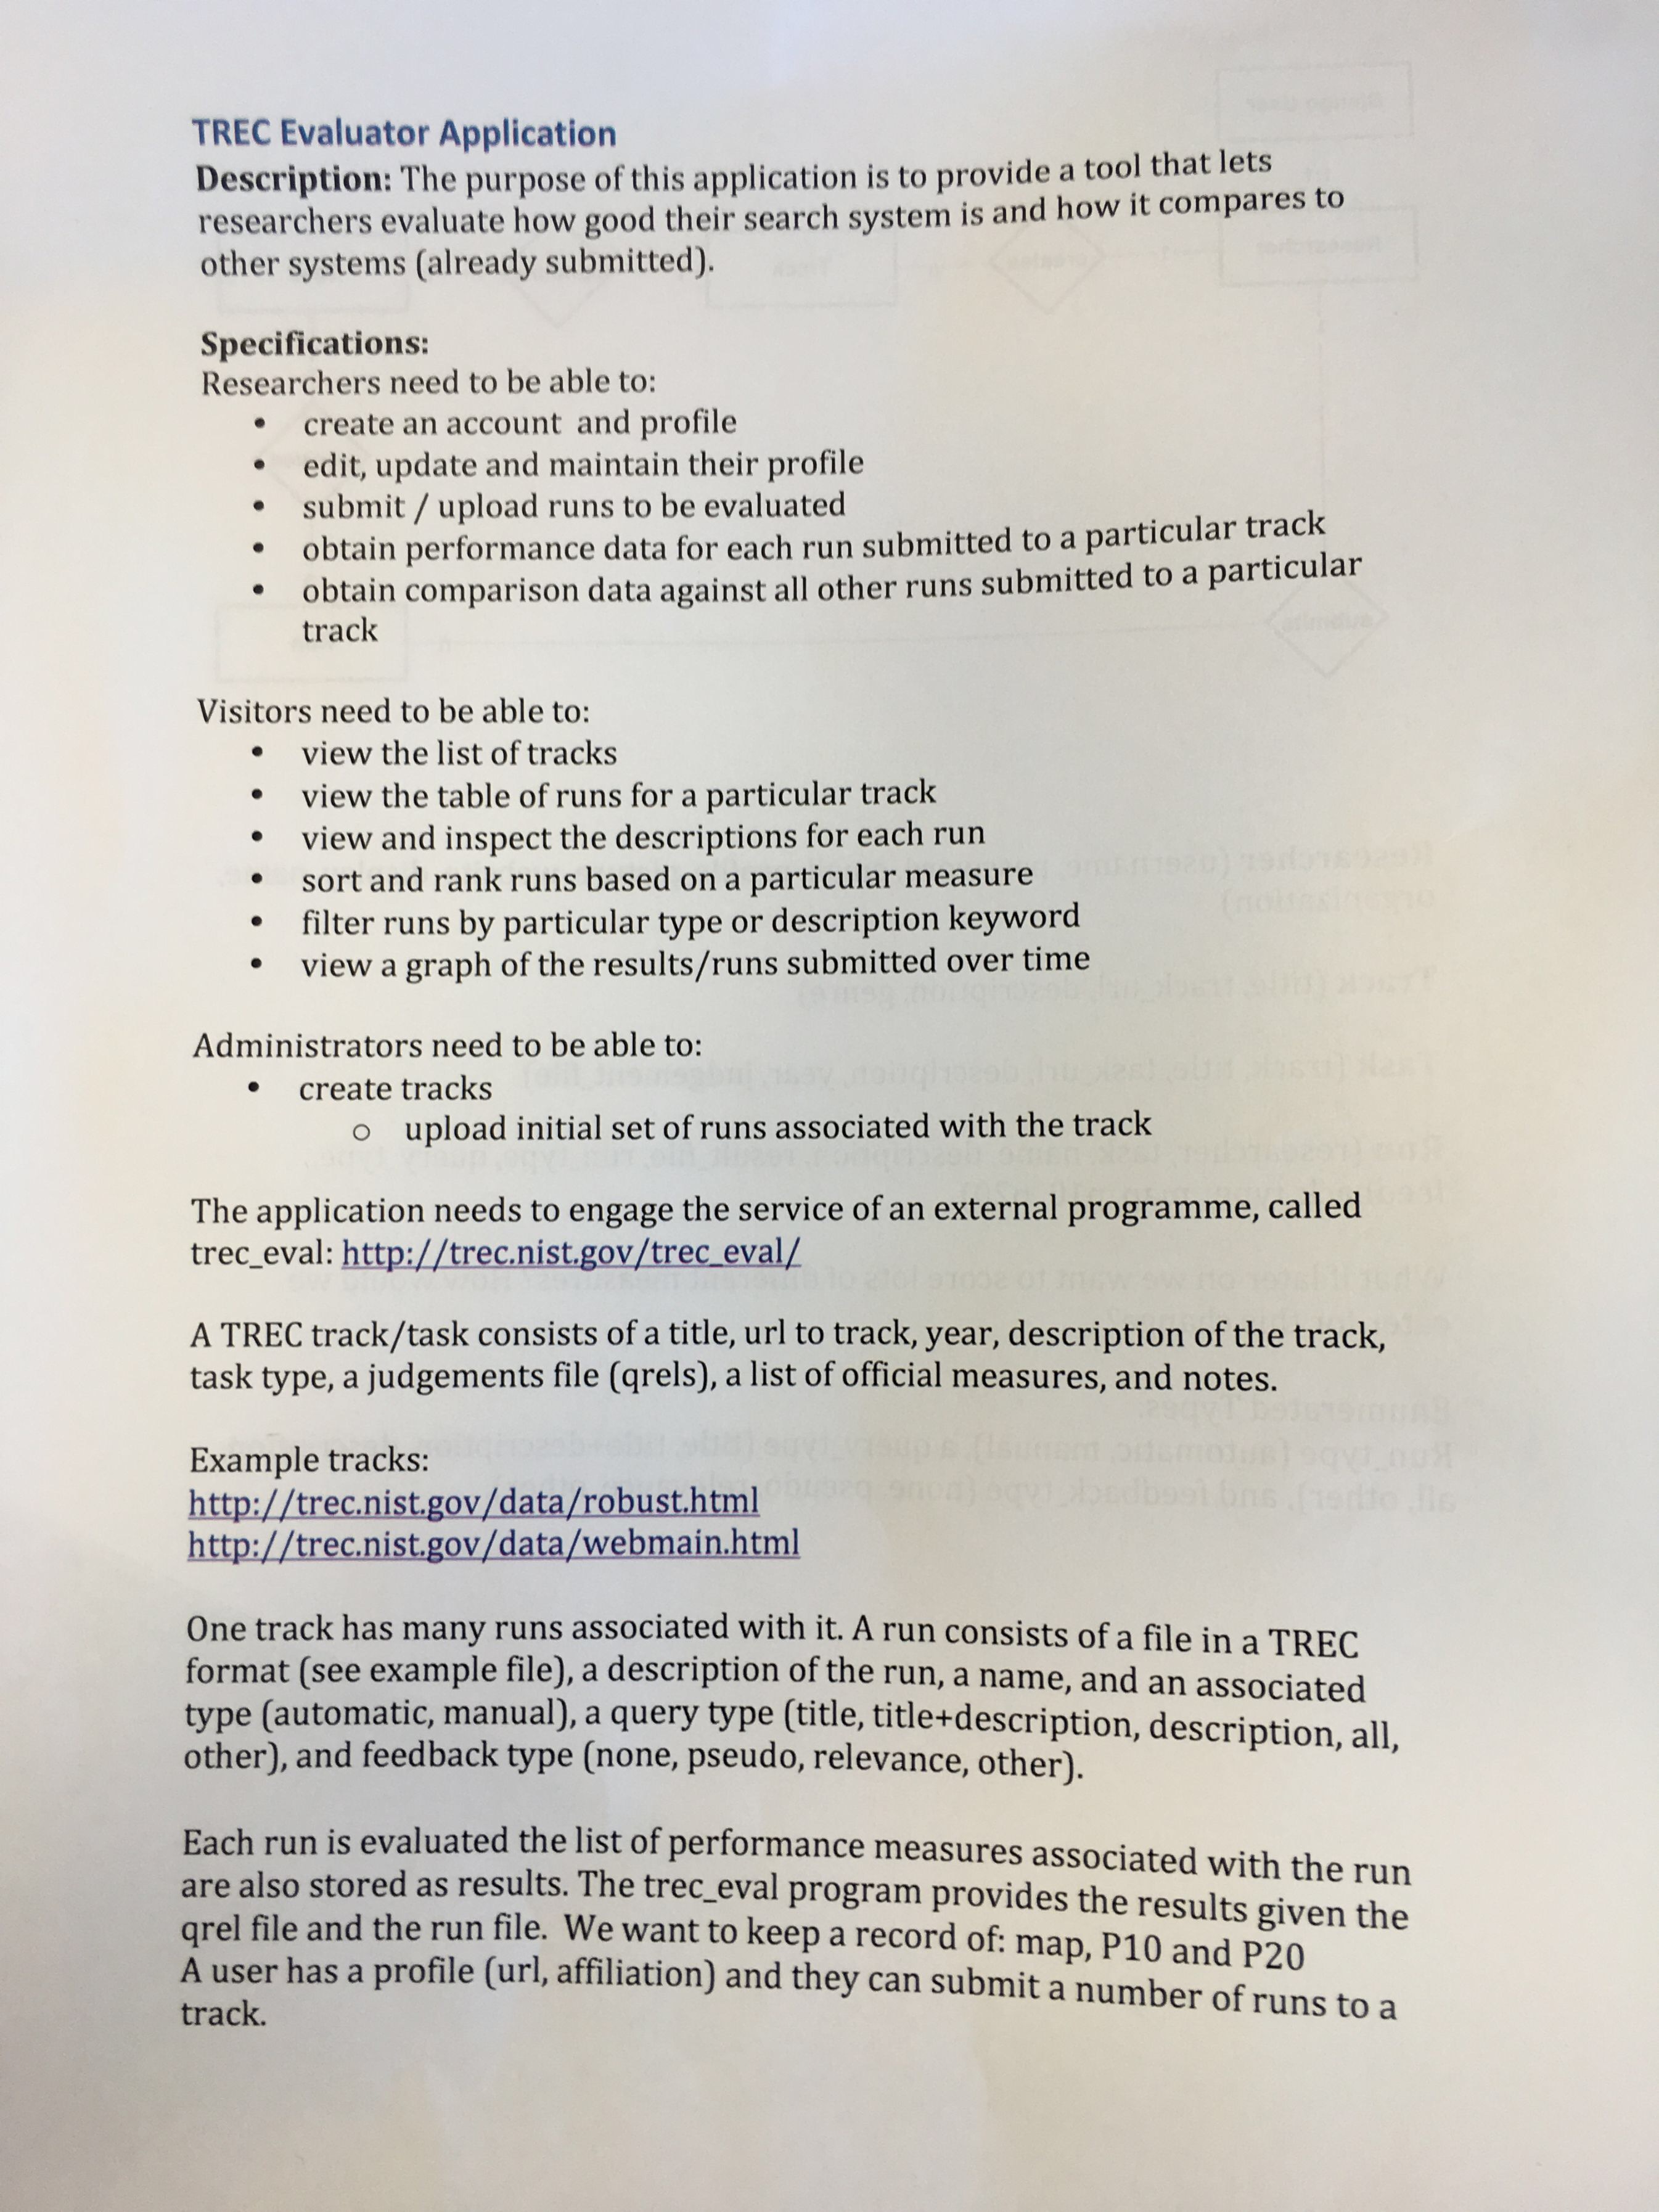 TREC Evaluator Application
Description: The purpose of this application is to provide a tool that lets
researchers evaluate how good their search system is and how it compares to
other systems (already submitted).
Specifications:
Researchers need to be able to:
• create an account and profile
• edit, update and maintain their profile
• submit / upload runs to be evaluated
• obtain performance data for each run submitted to a particular track
• obtain comparison data against all other runs submitted to a particular
track
Visitors need to be able to:
• view the list of tracks
• view the table of runs for a particular track
• view and inspect the descriptions for each run
• sort and rank runs based on a particular measure
• filter runs by particular type or description keyword
• view a graph of the results/runs submitted over time
Administrators need to be able to:
• create tracks
o upload initial set of runs associated with the track
The application needs to engage the service of an external programme, called
trec_eval: http://trec.nist.gov/trec_eval/
A TREC track/task consists of a title, url to track, year, description of the track,
task type, a judgements file (qrels), a list of official measures, and notes.
Example tracks:
http://trec.nist.gov/data/robust.html
http://trec.nist.gov/data/webmain.html
One track has many runs associated with it. A run consists of a file in a TREC
format (see example file), a description of the run, a name, and an associated
type (automatic, manual), a query type (title, title+description, description, all,
other), and feedback type (none, pseudo, relevance, other).
Each run is evaluated the list of performance measures associated with the run
are also stored as results. The trec_eval program provides the results given the
qrel file and the run file. We want to keep a record of: map, P10 and P20
A user has a profile (url, affiliation) and they can submit a number of runs to a
track.